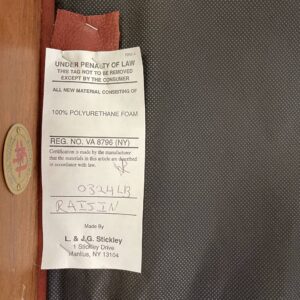 UNDER PENALTY OF LAW
THIS TAG NOT TO BE REMOVED
EXCEPT BY THE CONSUMER
ALL NEW MATERIAL CONSISTING OF
100% POLYURETHANE FOAM
REG. NO. VA 8796 (NY)
Certification is made by the manufacturer
that the materials in this article are described
in accordance with law.
0324LB
RAISIN
Made By
L. & J.G. Stickley
1 Stickley Drive
Manlius, NY 13104